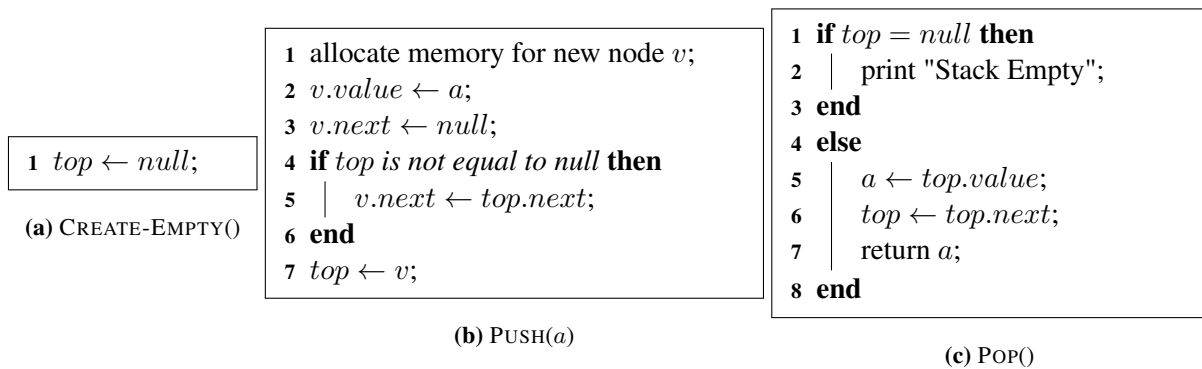 1 top ← null;
(a) CREATE-EMPTY()
1 allocate memory for new node v;
2 v.value ← a;
3 v.next ← null;
4 if top is not equal to null then
5 v.next ← top.next;
6 end
7 top ← v;
(b) PUSH(a)
1 if top = null then
2 print "Stack Empty";
3 end
4 else
5 a ← top.value;
6 top ← top.next;
7 return a;
8 end
(c) POP()